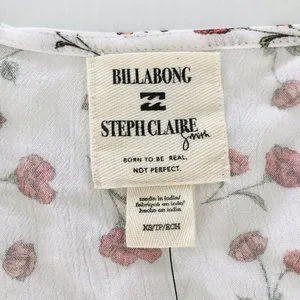 BILLABONG
STEPH CLAIRE
Smith
BORN TO BE REAL,
NOT PERFECT.
made in india/
fabriqué en inde/
hecho en india.
XS/TP/ECH